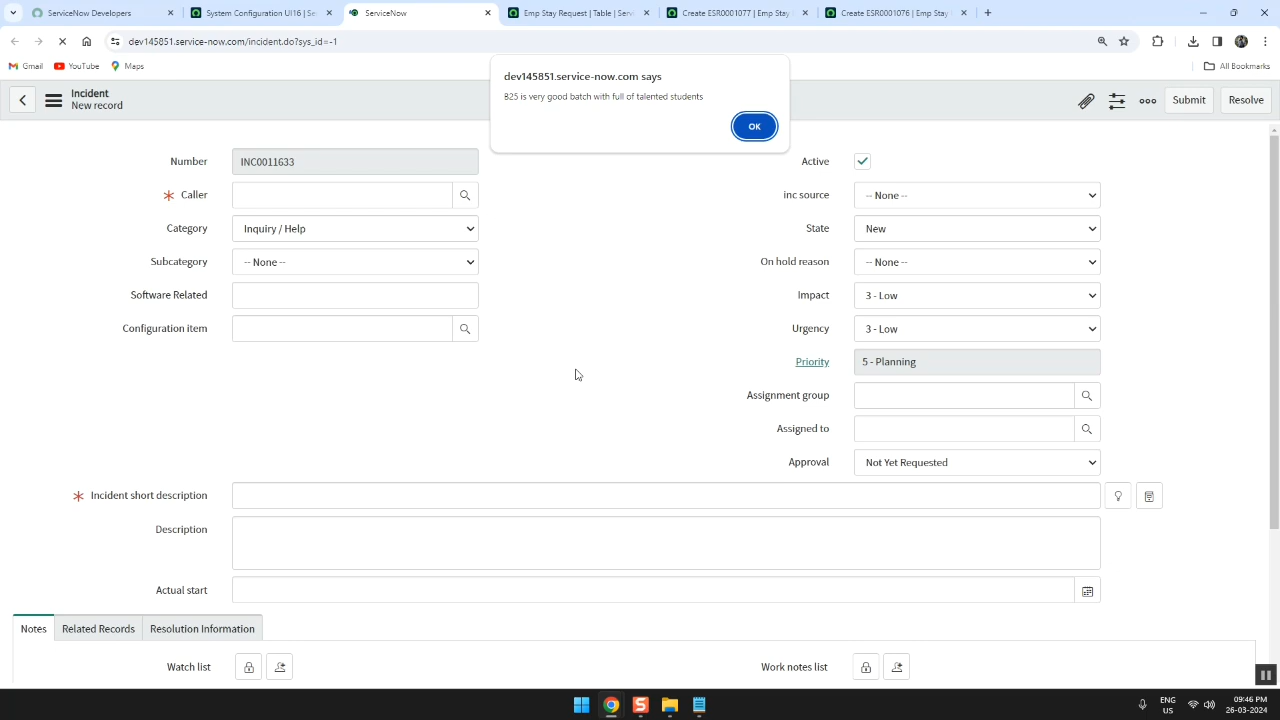 ServiceNow Developers
System Configuration UI16 | Se
ServiceNow
Emp Stay Request | Table | Serv
Create ESR0001077 | Emp Stay
Create ESR0001076 | Emp Stay
dev145851.service-now.com/incident.do?sys_id=-1
Gmail
YouTube
Maps
All Bookmarks
dev145851.service-now.com says
B25 is very good batch with full of talented students
OK
Incident
New record
Submit
Resolve
Number
INC0011633
Active
Caller
inc source
-- None --
Category
Inquiry / Help
State
New
Subcategory
-- None --
On hold reason
-- None --
Software Related
Impact
3 - Low
Configuration item
Urgency
3 - Low
Priority
5 - Planning
Assignment group
Assigned to
Approval
Not Yet Requested
Incident short description
Description
Actual start
Notes
Related Records
Resolution Information
Watch list
Work notes list
ENG
US
09:46 PM
26-03-2024